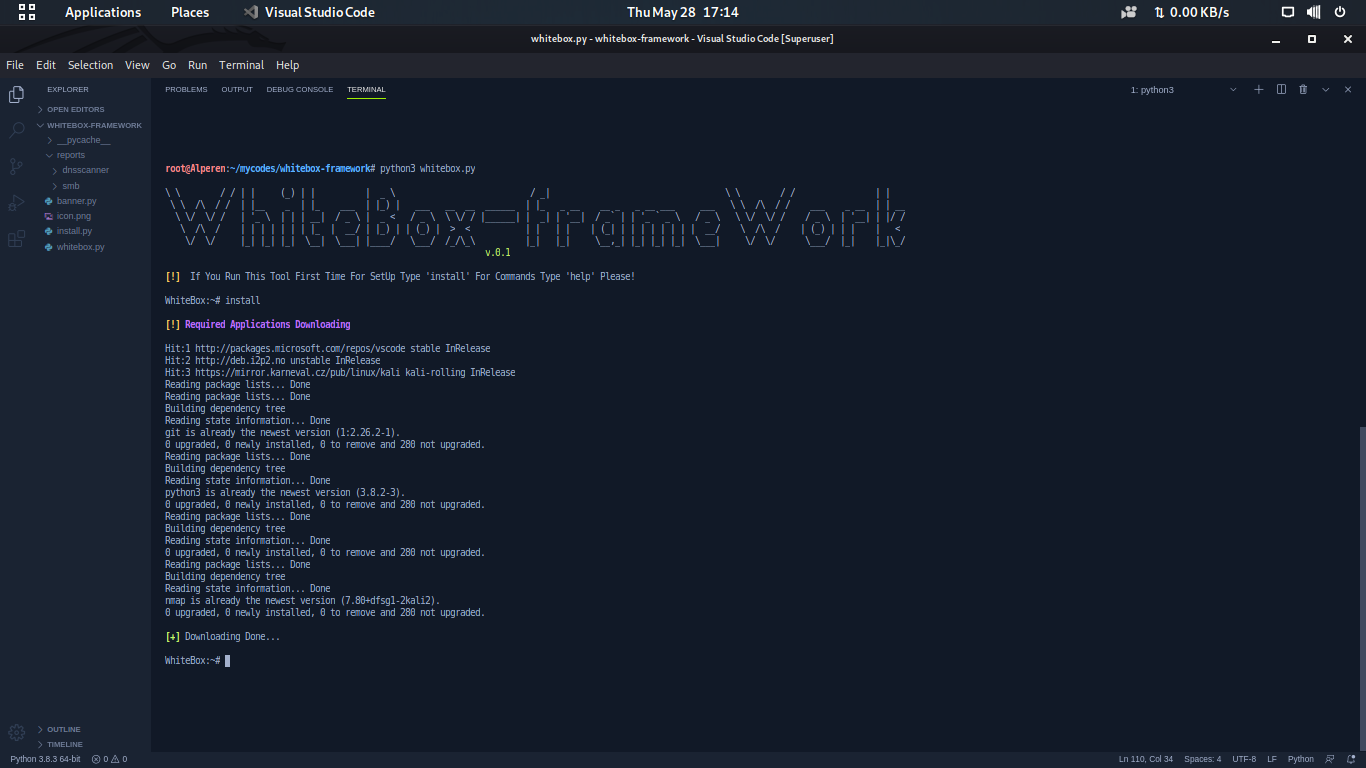 Applications Places Visual Studio Code Thu May 28 17:14 0.00 KB/s
whitebox.py - whitebox-framework - Visual Studio Code [Superuser]
File Edit Selection View Go Run Terminal Help
EXPLORER
OPEN EDITORS
WHITEBOX-FRAMEWORK
__pycache__
reports
dnsscanner
smb
banner.py
icon.png
install.py
whitebox.py
OUTLINE
TIMELINE
PROBLEMS OUTPUT DEBUG CONSOLE TERMINAL 1: python3
root@Alperen:~/mycodes/whitebox-framework# python3 whitebox.py
WhiteBox-frameWork
v.0.1
[!] If You Run This Tool First Time For SetUp Type 'install' For Commands Type 'help' Please!
WhiteBox:~# install
[!] Required Applications Downloading
Hit:1 http://packages.microsoft.com/repos/vscode stable InRelease
Hit:2 http://deb.i2p2.no unstable InRelease
Hit:3 https://mirror.karneval.cz/pub/linux/kali kali-rolling InRelease
Reading package lists... Done
Reading package lists... Done
Building dependency tree
Reading state information... Done
git is already the newest version (1:2.26.2-1).
0 upgraded, 0 newly installed, 0 to remove and 280 not upgraded.
Reading package lists... Done
Building dependency tree
Reading state information... Done
python3 is already the newest version (3.8.2-3).
0 upgraded, 0 newly installed, 0 to remove and 280 not upgraded.
Reading package lists... Done
Building dependency tree
Reading state information... Done
0 upgraded, 0 newly installed, 0 to remove and 280 not upgraded.
Reading package lists... Done
Building dependency tree
Reading state information... Done
nmap is already the newest version (7.80+dfsg1-2kali2).
0 upgraded, 0 newly installed, 0 to remove and 280 not upgraded.
[+] Downloading Done...
WhiteBox:~#
Python 3.8.3 64-bit 0 0 Ln 110, Col 34 Spaces: 4 UTF-8 LF Python